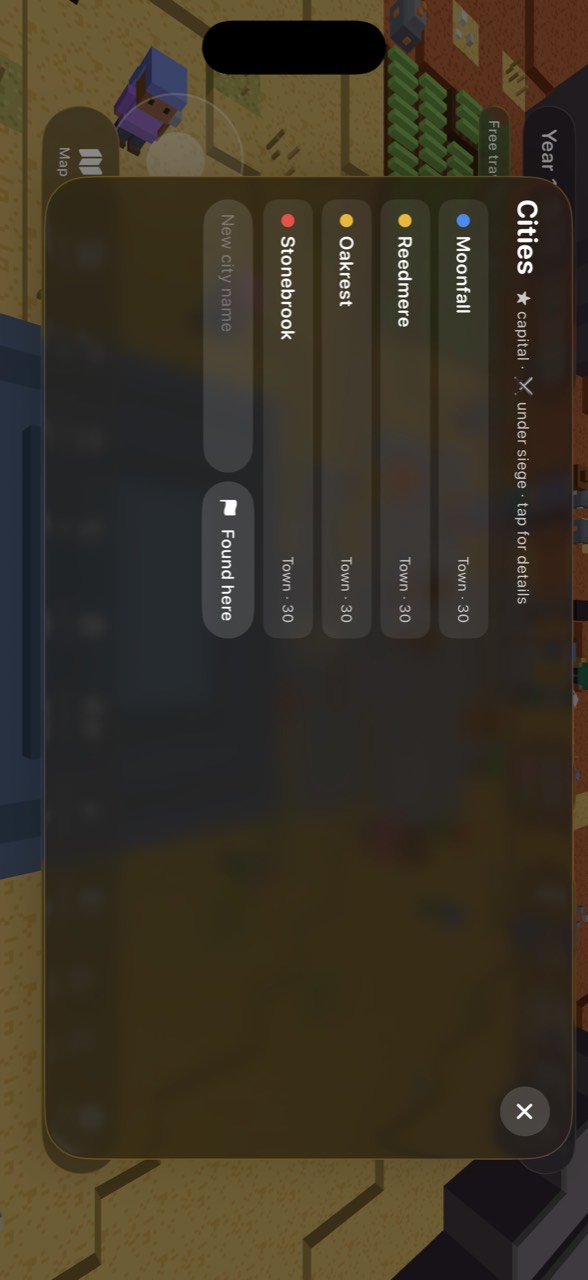 Year
Free tra
Map
Cities ★ capital · ⚔ under siege · tap for details
Moonfall Town · 30
Reedmere Town · 30
Oakrest Town · 30
Stonebrook Town · 30
New city name Found here